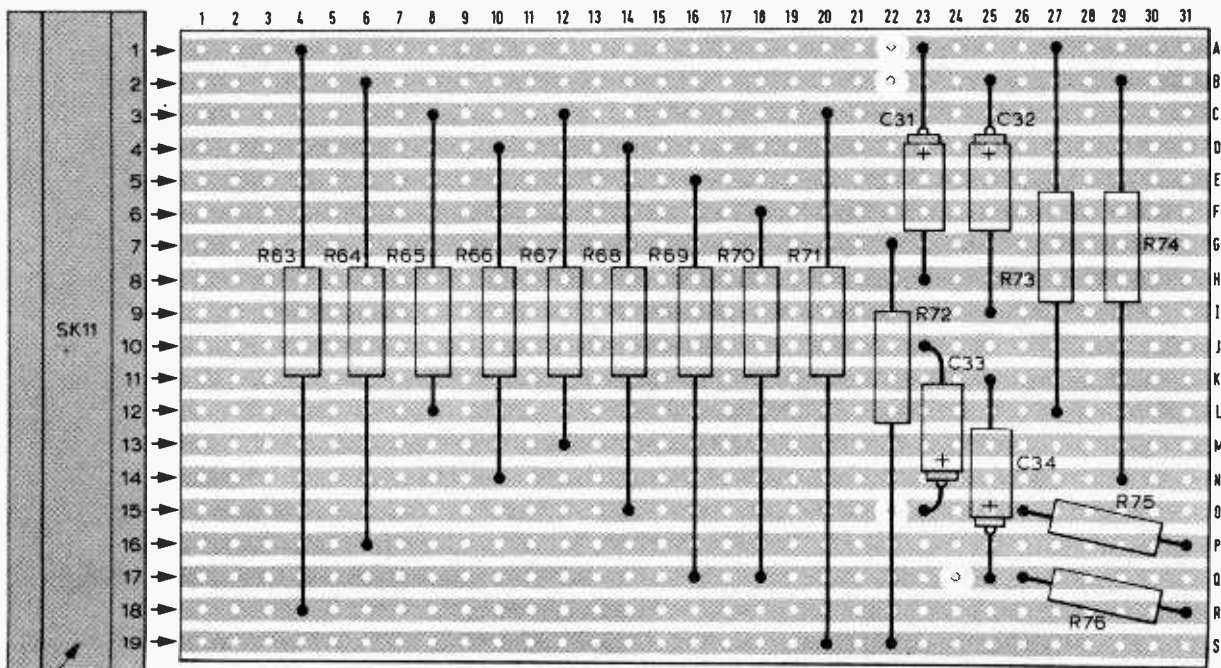 1 2 3 4 5 6 7 8 9 10 11 12 13 14 15 16 17 18 19 20 21 22 23 24 25 26 27 28 29 30 31
1 A
2 B
3 C31 C32 C
4 + + D
5 E
6 F
7 R63 R64 R65 R66 R67 R68 R69 R70 R71 R74 G
8 R73 H
9 SK11 R72 I
10 C33 J
11 K
12 L
13 + M
14 C34 N
15 + R75 O
16 P
17 Q
18 R76 R
19 S